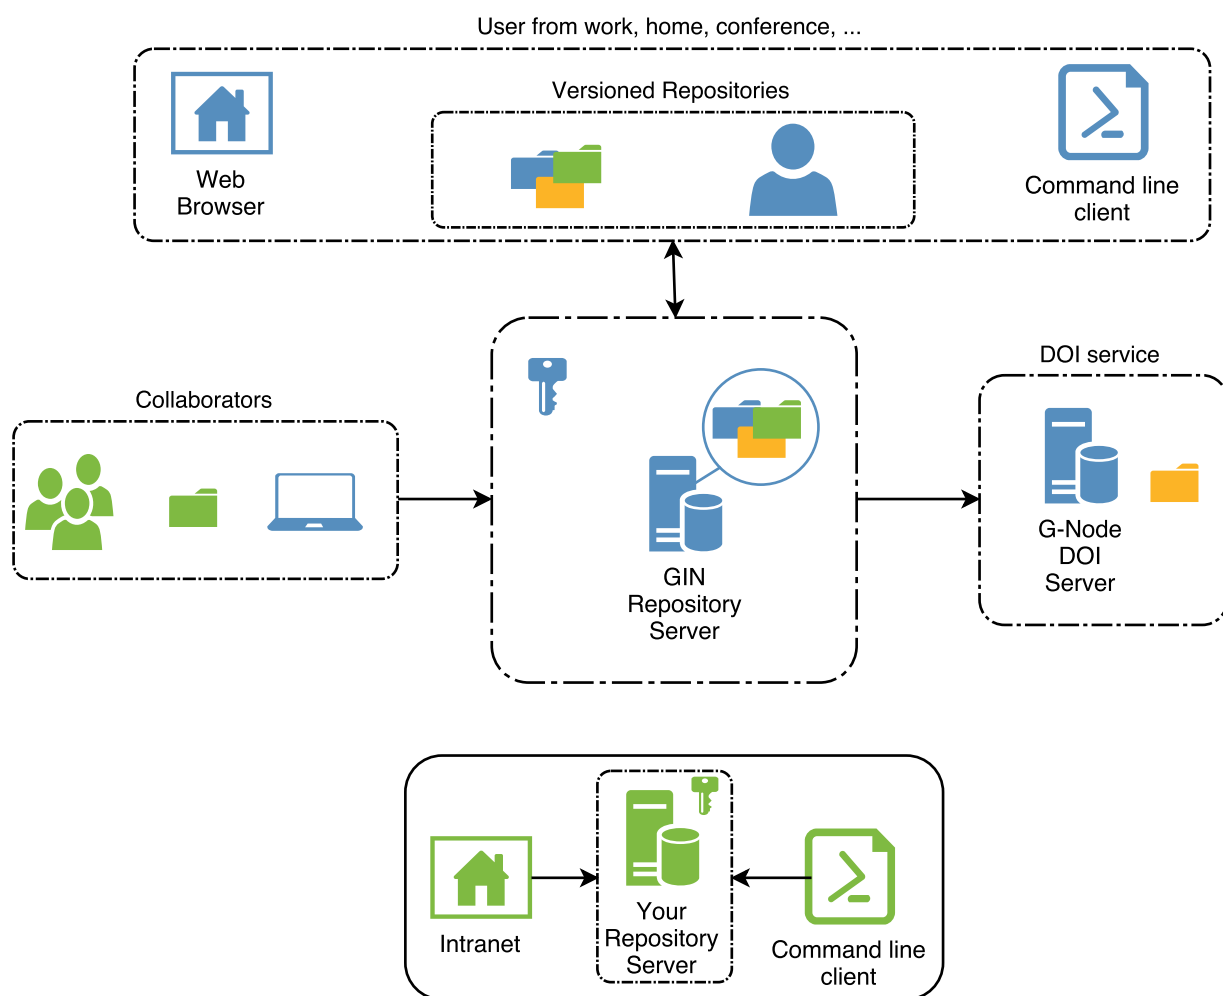 User from work, home, conference, ...
Versioned Repositories
Web
Browser
Command line
client
DOI service
Collaborators
G-Node
DOI
Server
GIN
Repository
Server
Intranet
Your
Repository
Server
Command line
client